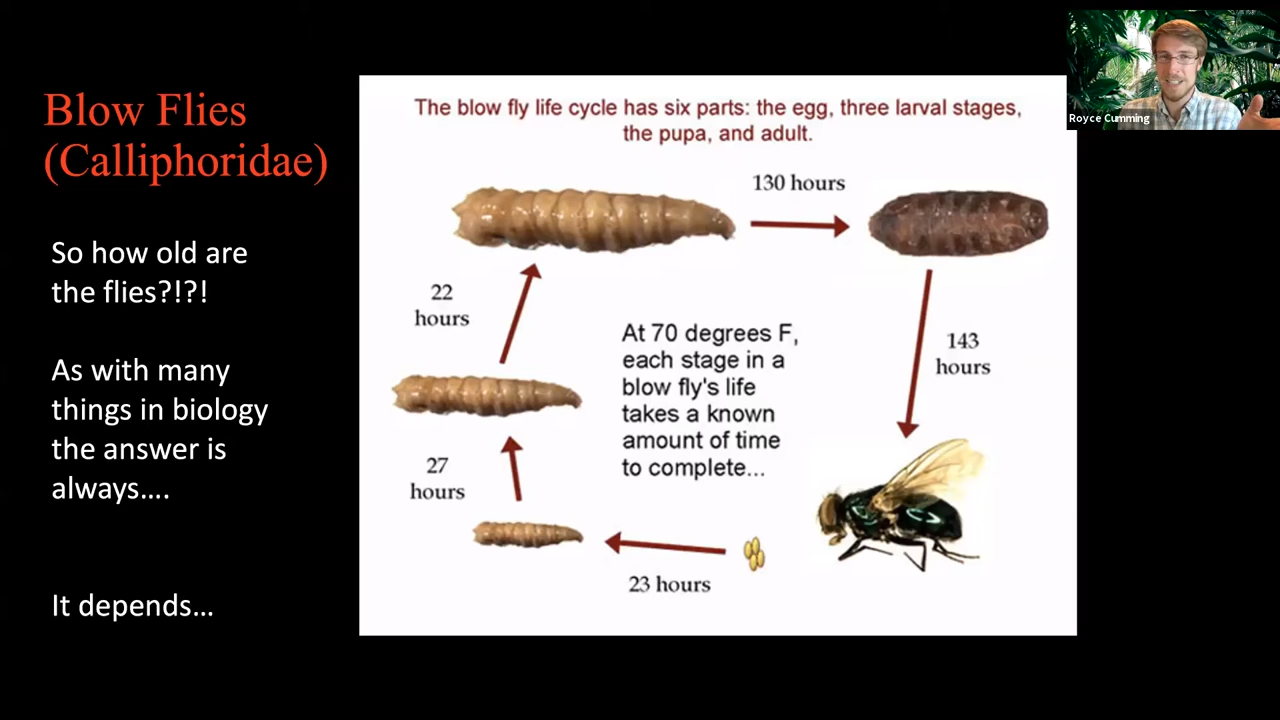 Blow Flies
(Calliphoridae)
So how old are
the flies?!?!
As with many
things in biology
the answer is
always....
It depends...
The blow fly life cycle has six parts: the egg, three larval stages,
the pupa, and adult.
130 hours
22
hours
At 70 degrees F,
each stage in a
blow fly's life
takes a known
amount of time
to complete...
143
hours
27
hours
23 hours
Royce Cumming